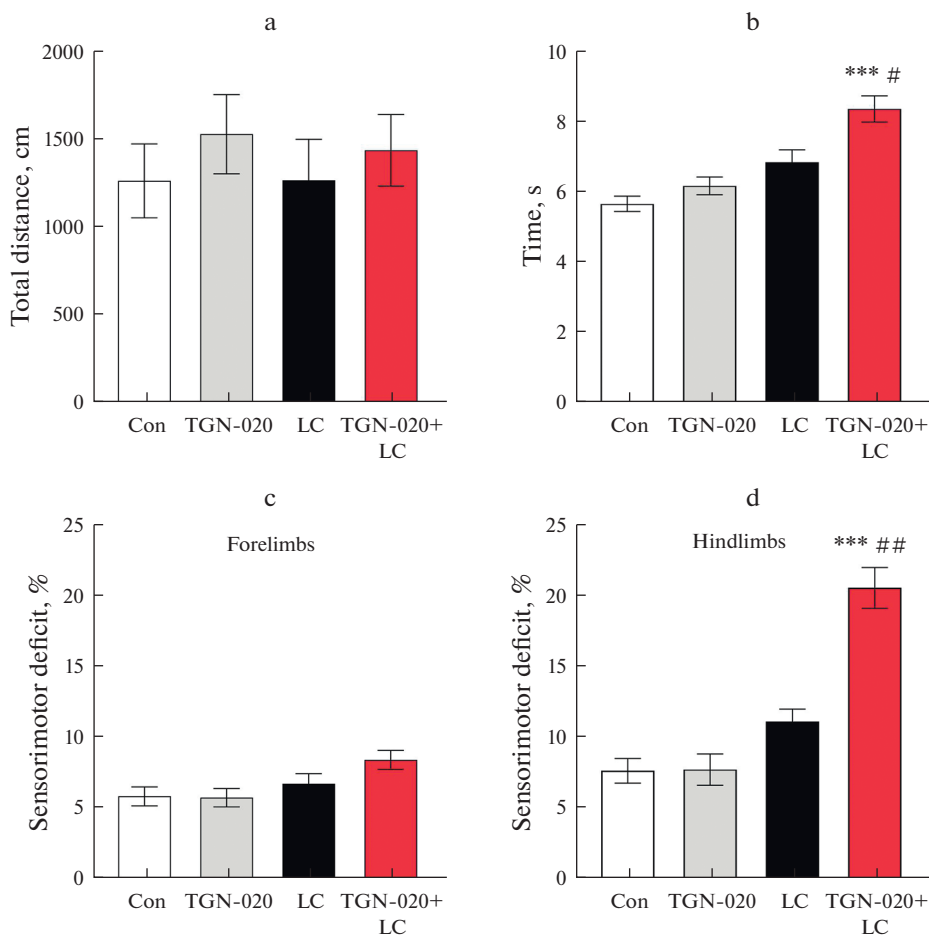 a
Total distance, cm
2000
1500
1000
500
0
Con TGN-020 LC TGN-020+
LC
b
Time, s
10
8
6
4
2
0
*** #
Con TGN-020 LC TGN-020+
LC
c
Sensorimotor deficit, %
25
20
15
10
5
0
Forelimbs
Con TGN-020 LC TGN-020+
LC
d
Sensorimotor deficit, %
25
20
15
10
5
0
Hindlimbs
*** ##
Con TGN-020 LC TGN-020+
LC